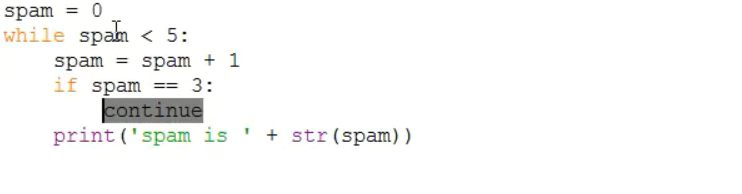 spam = 0
while spam < 5:
    spam = spam + 1
    if spam == 3:
        continue
    print('spam is ' + str(spam))